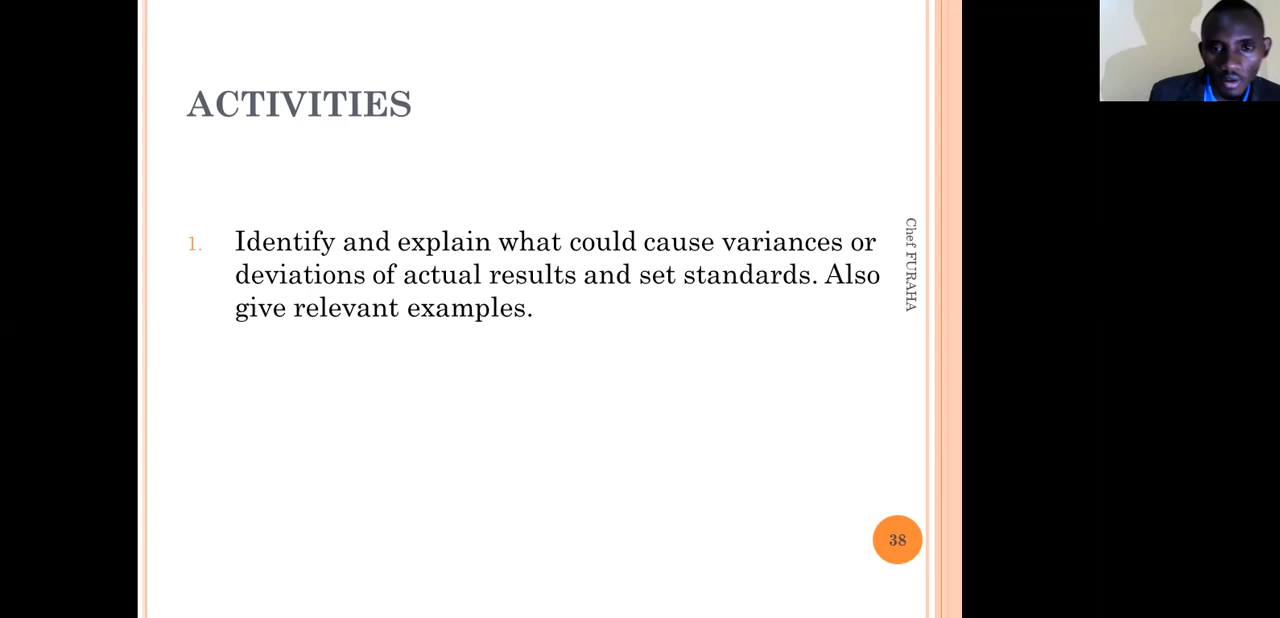 ACTIVITIES
1. Identify and explain what could cause variances or
deviations of actual results and set standards. Also
give relevant examples.
Chef FURAHA
38